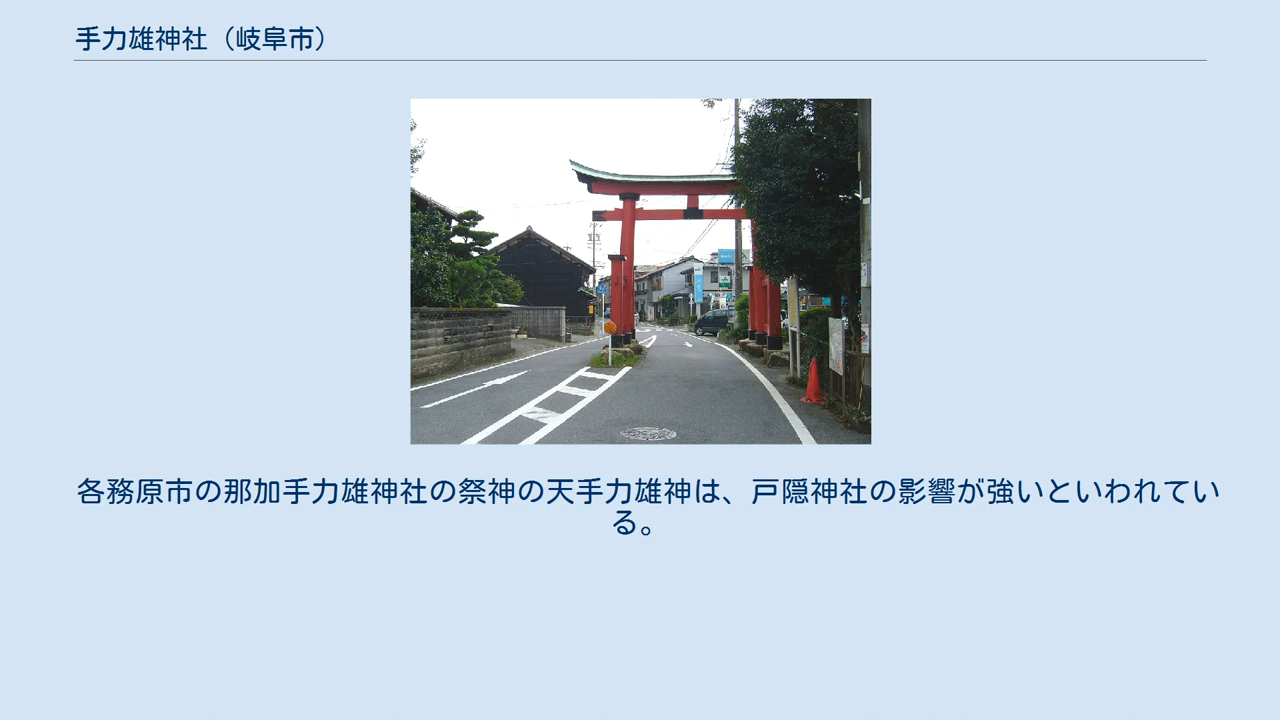 手力雄神社（岐阜市）
各務原市の那加手力雄神社の祭神の天手力雄神は、戸隠神社の影響が強いといわれてい
る。